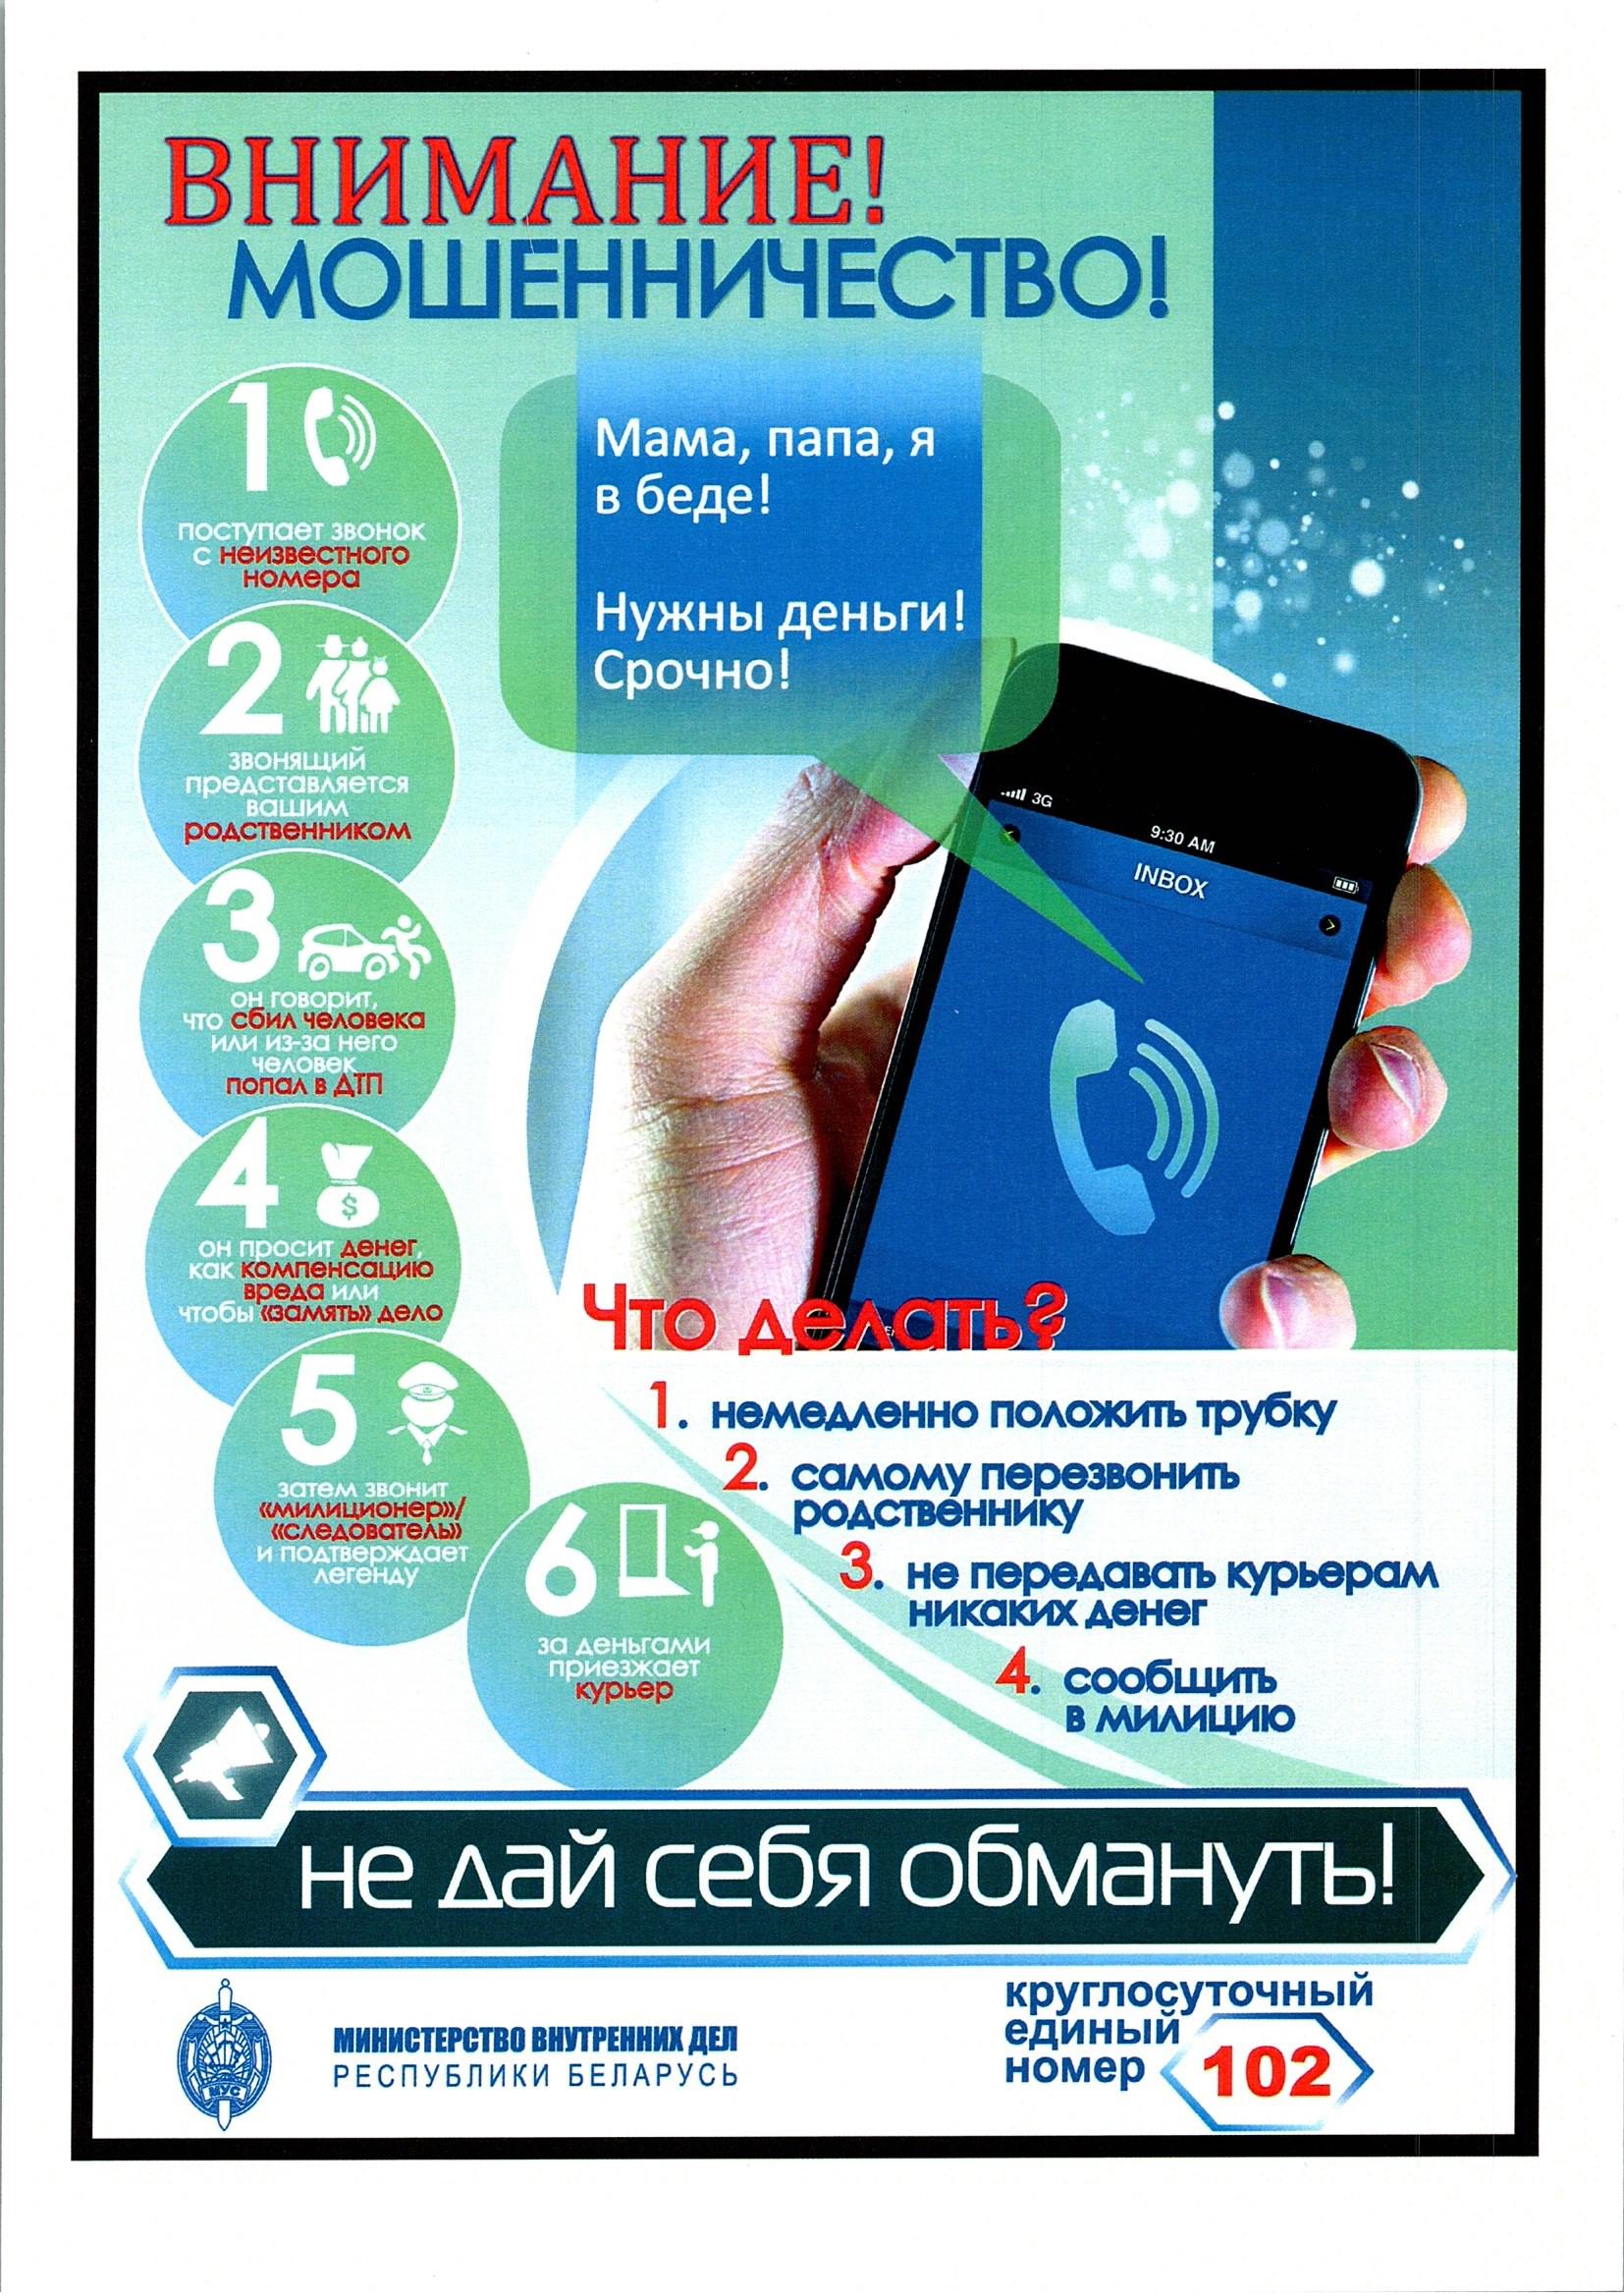 ВНИМАНИЕ!
МОШЕННИЧЕСТВО!
Мама, папа, я
в беде!
Нужны деньги!
Срочно!
1
поступает звонок
с неизвестного
номера
2
звонящий
представляется
вашим
родственником
3
он говорит,
что сбил человека
или из-за него
человек
попал в ДТП
4
$
он просит денег,
как компенсацию
вреда или
чтобы «замять» дело
5
затем звонит
«милиционер»/
«следователь»
и подтверждает
легенду
6
за деньгами
приезжает
курьер
3G
9:30 AM
INBOX
Что делать?
1. немедленно положить трубку
2. самому перезвонить
родственнику
3. не передавать курьерам
никаких денег
4. сообщить
в милицию
не дай себя обмануть!
МУС
МИНИСТЕРСТВО ВНУТРЕННИХ ДЕЛ
РЕСПУБЛИКИ БЕЛАРУСЬ
круглосуточный
единый
номер 102